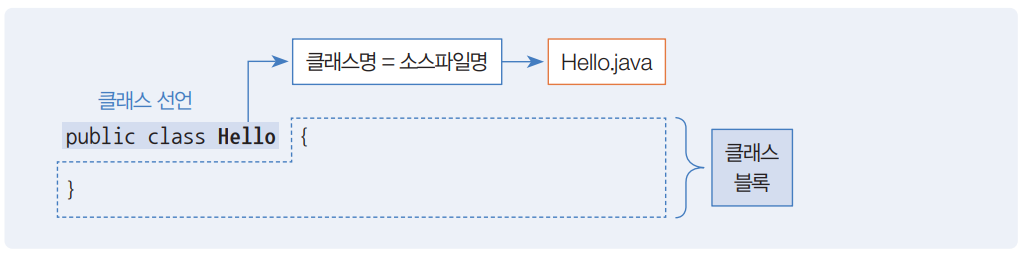 클래스명 = 소스파일명
Hello.java
클래스 선언
public class Hello {
}
클래스
블록